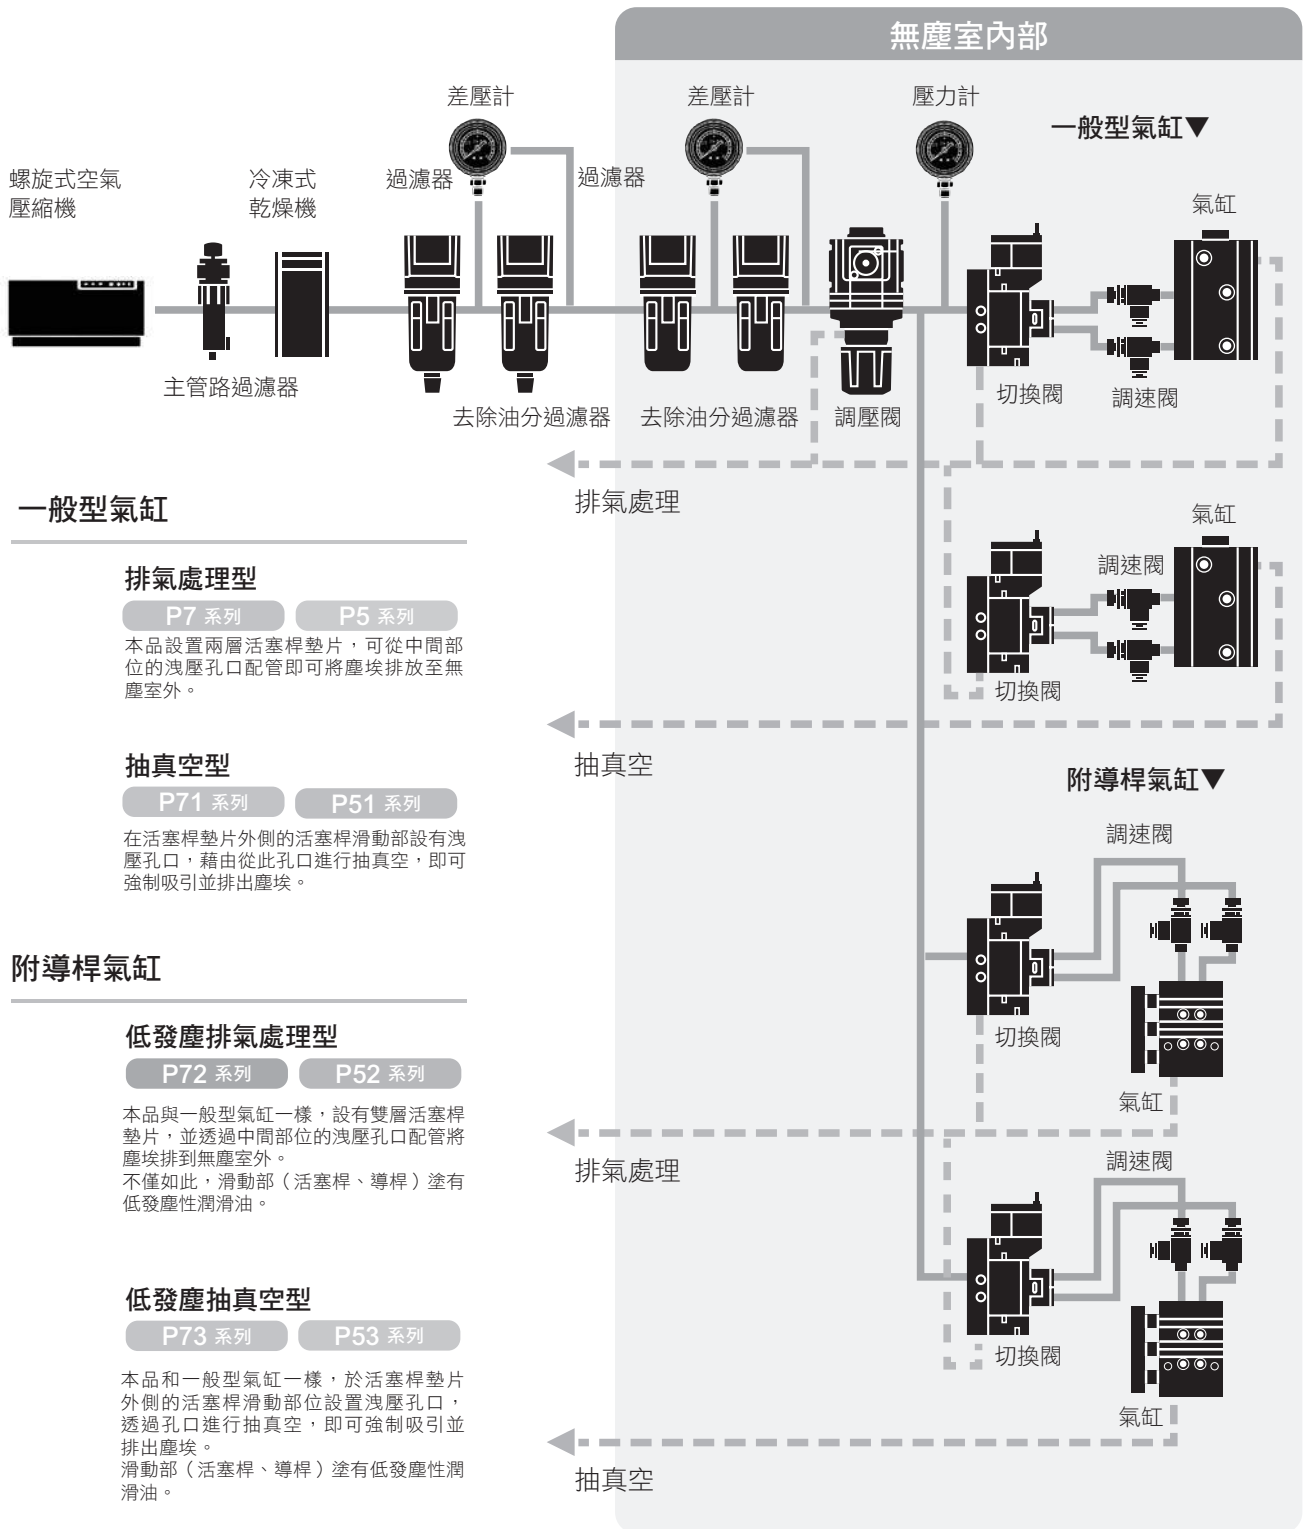 無塵室內部
差壓計
差壓計
壓力計
一般型氣缸▼
螺旋式空氣
壓縮機
冷凍式
乾燥機
過濾器
過濾器
氣缸
主管路過濾器
去除油分過濾器
去除油分過濾器
調壓閥
切換閥
調速閥
排氣處理
氣缸
調速閥
切換閥
抽真空
附導桿氣缸▼
調速閥
切換閥
氣缸
排氣處理
調速閥
切換閥
氣缸
抽真空
一般型氣缸
排氣處理型
P7 系列
P5 系列
本品設置兩層活塞桿墊片，可從中間部
位的洩壓孔口配管即可將塵埃排放至無
塵室外。
抽真空型
P71 系列
P51 系列
在活塞桿墊片外側的活塞桿滑動部設有洩
壓孔口，藉由從此孔口進行抽真空，即可
強制吸引並排出塵埃。
附導桿氣缸
低發塵排氣處理型
P72 系列
P52 系列
本品與一般型氣缸一樣，設有雙層活塞桿
墊片，並透過中間部位的洩壓孔口配管將
塵埃排到無塵室外。
不僅如此，滑動部（活塞桿、導桿）塗有
低發塵性潤滑油。
低發塵抽真空型
P73 系列
P53 系列
本品和一般型氣缸一樣，於活塞桿墊片
外側的活塞桿滑動部位設置洩壓孔口，
透過孔口進行抽真空，即可強制吸引並
排出塵埃。
滑動部（活塞桿、導桿）塗有低發塵性潤
滑油。